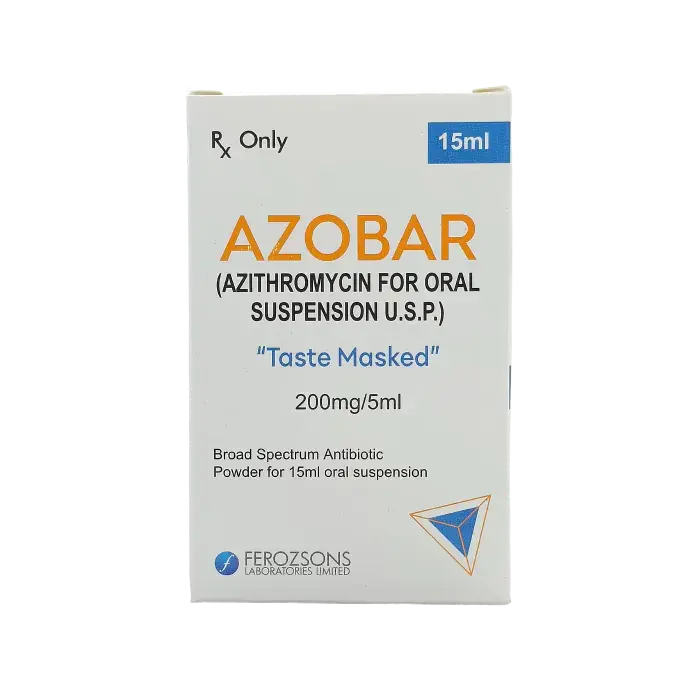 Rx Only
15ml
AZOBAR
(AZITHROMYCIN FOR ORAL
SUSPENSION U.S.P.)
"Taste Masked"
200mg/5ml
Broad Spectrum Antibiotic
Powder for 15ml oral suspension
f
FEROZSONS
LABORATORIES LIMITED